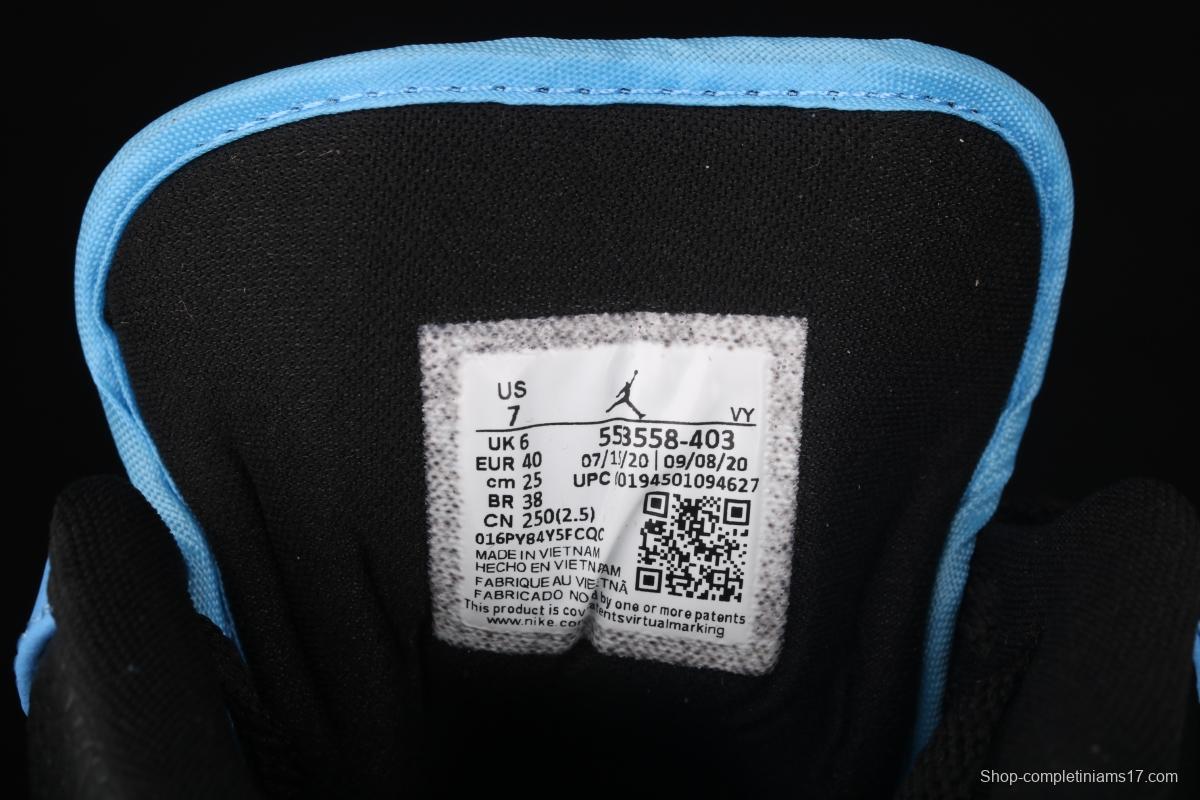 US
7
VY
UK 6
553558-403
EUR 40
07/15/20 | 09/08/20
cm 25
UPC 0194501094627
BR 38
CN 250(2.5)
016PY84Y5FCQC
MADE IN VIETNAM
HECHO EN VIETNAM
FABRIQUE AU VIETNA
FABRICADO NO
This product is cov by one or more patents
www.nike.com atentsvirtualmarking
Shop-completiniams17.com